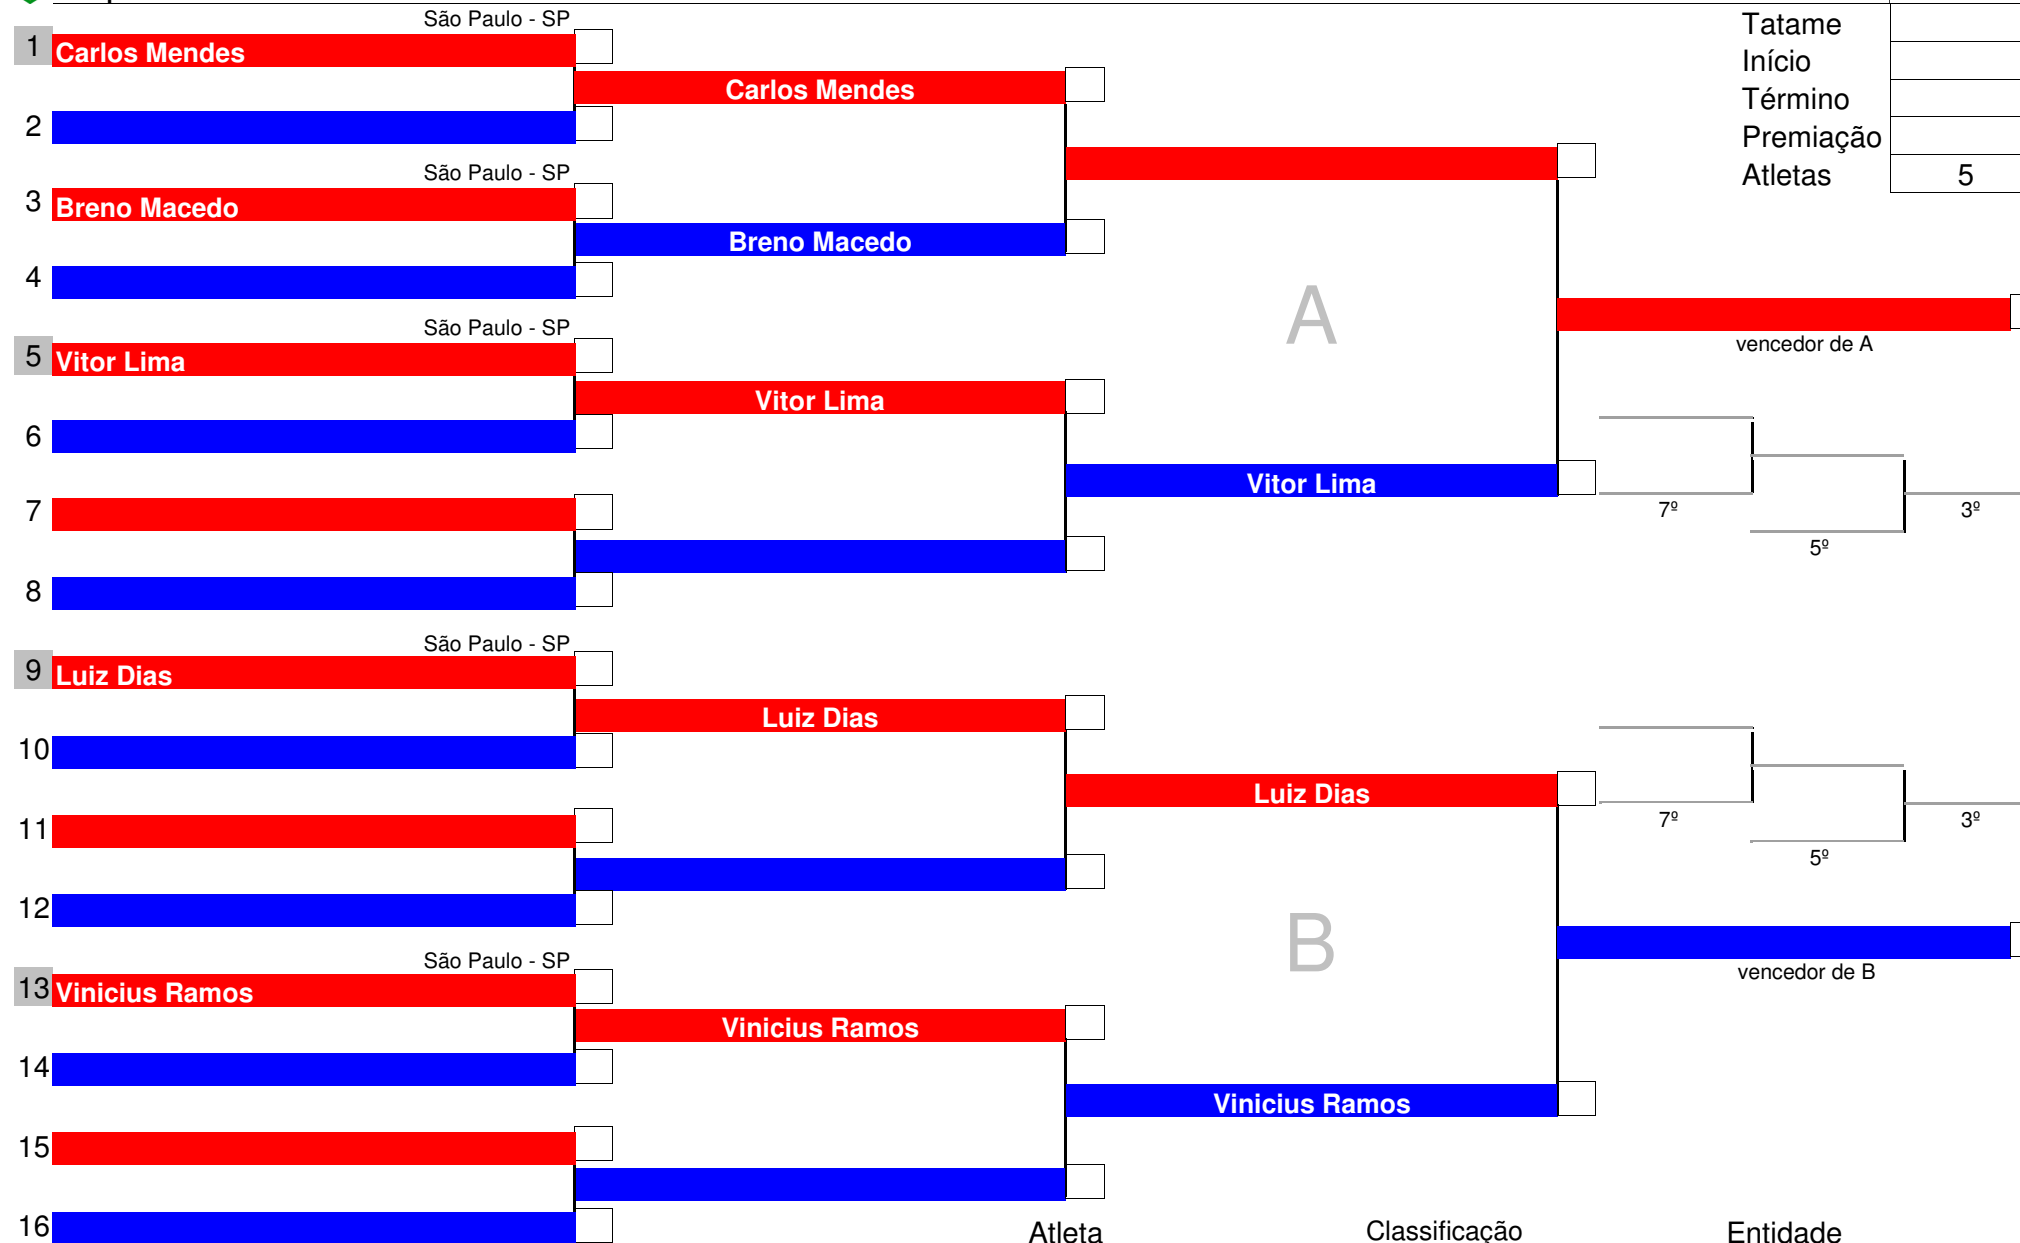 São Paulo - SP
Tatame
1 Carlos Mendes
Início
Carlos Mendes
Término
2
Premiação
São Paulo - SP
Atletas 5
3 Breno Macedo
Breno Macedo
4
A
São Paulo - SP
vencedor de A
5 Vitor Lima
Vitor Lima
6
Vitor Lima
7
7º
3º
5º
8
São Paulo - SP
9 Luiz Dias
Luiz Dias
10
Luiz Dias
11
7º
3º
5º
12
B
São Paulo - SP
vencedor de B
13 Vinicius Ramos
Vinicius Ramos
14
Vinicius Ramos
15
16
Atleta Classificação Entidade